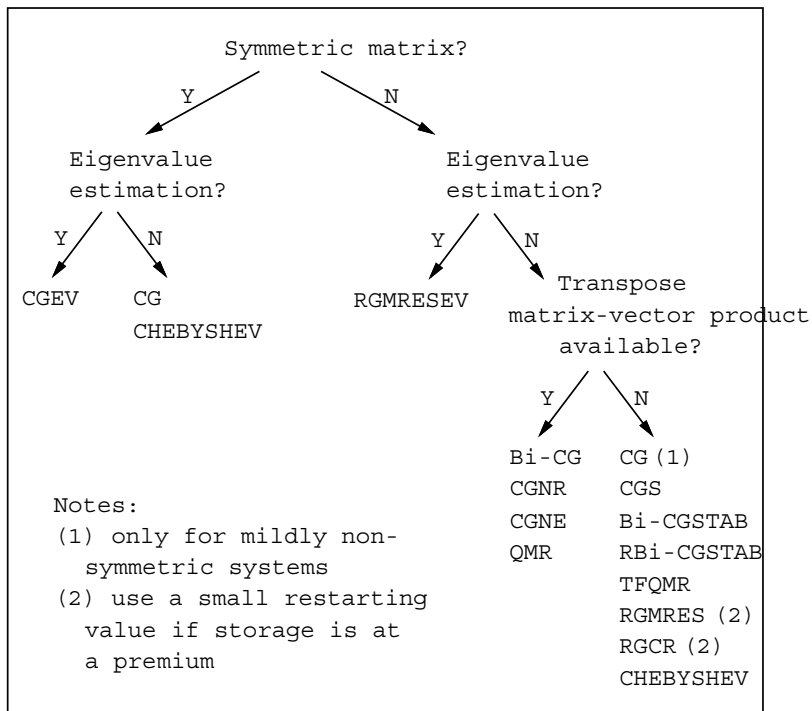 Symmetric matrix?
Y
N
Eigenvalue
estimation?
Eigenvalue
estimation?
Y
N
Y
N
CGEV
CG
CHEBYSHEV
RGMRESEV
Transpose
matrix-vector product
available?
Y
N
Bi-CG
CGNR
CGNE
QMR
CG (1)
CGS
Bi-CGSTAB
RBi-CGSTAB
TFQMR
RGMRES (2)
RGCR (2)
CHEBYSHEV
Notes:
(1) only for mildly non-
symmetric systems
(2) use a small restarting
value if storage is at
a premium